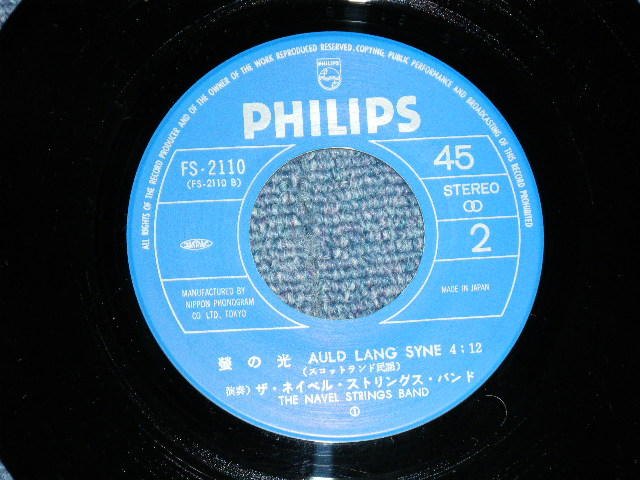 ALL RIGHTS OF THE RECORD PRODUCER AND OF THE OWNER OF THE WORK REPRODUCED RESERVED. COPYING, PUBLIC PERFORMANCE AND BROADCASTING OF THIS RECORD PROHIBITED
PHILIPS
PHILIPS
FS-2110
(FS-2110 B)
45
STEREO
2
JASRAC
MANUFACTURED BY
NIPPON PHONOGRAM
CO LTD. TOKYO
MADE IN JAPAN
螢の光 AULD LANG SYNE 4:12
(スコットランド民謡)
演奏) ザ・ネイベル・ストリングス・バンド
THE NAVEL STRINGS BAND
①